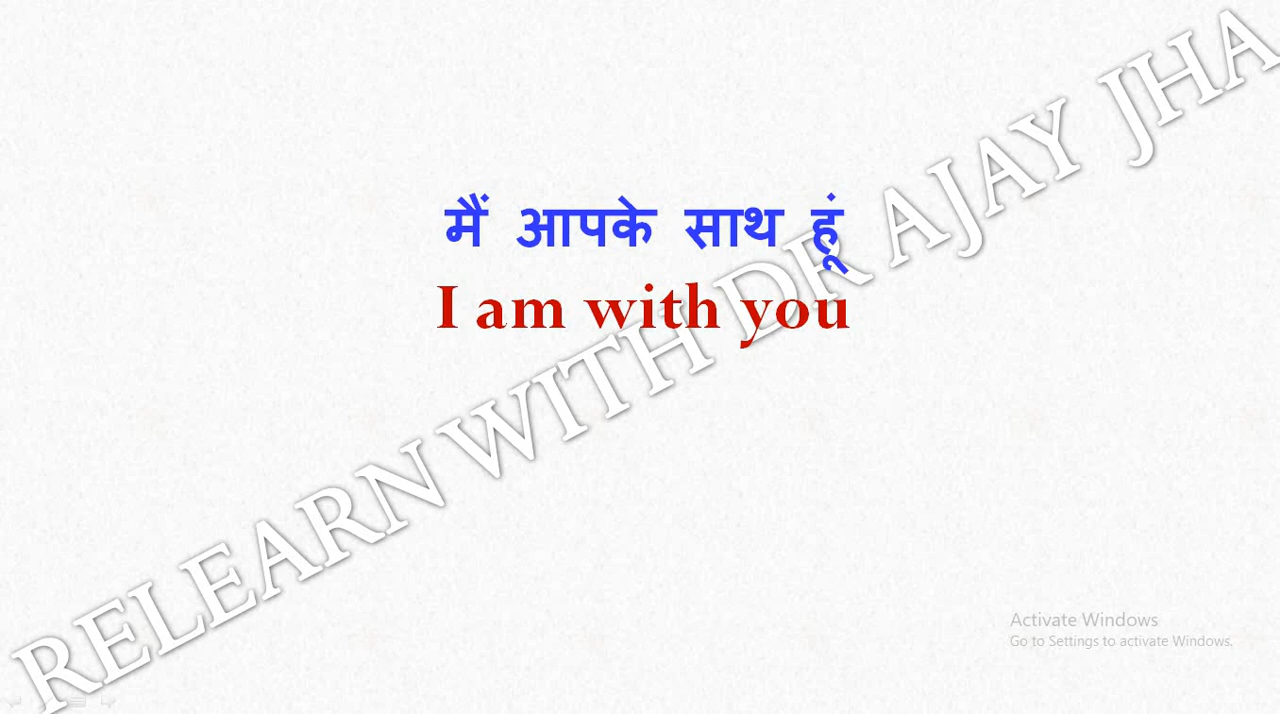 मैं आपके साथ हूं
I am with you
RELEARN WITH DR AJAY JHA
Activate Windows
Go to Settings to activate Windows.